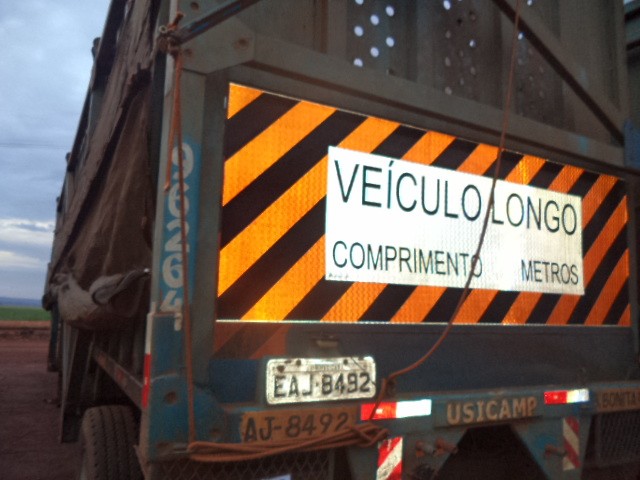 VEÍCULO LONGO
COMPRIMENTO METROS
EAJ-8492
AJ-8492
USICAMP